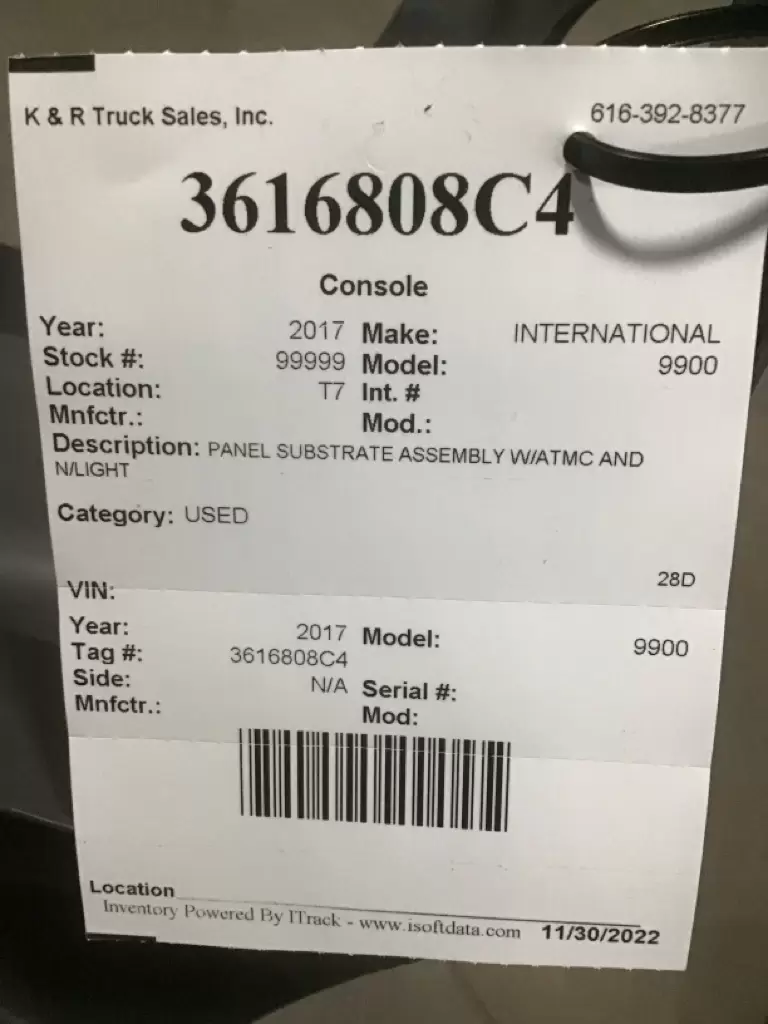 K & R Truck Sales, Inc. 616-392-8377
3616808C4
Console
Year: 2017 Make: INTERNATIONAL
Stock #: 99999 Model: 9900
Location: T7 Int. #
Mnfctr.: Mod.:
Description: PANEL SUBSTRATE ASSEMBLY W/ATMC AND
N/LIGHT
Category: USED
28D
VIN:
Year: 2017 Model: 9900
Tag #: 3616808C4
Side: N/A Serial #:
Mnfctr.: Mod:
Location
Inventory Powered By ITrack - www.isoftdata.com 11/30/2022